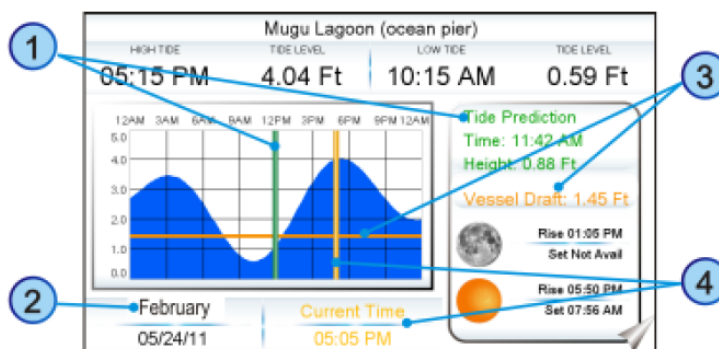 Mugu Lagoon (ocean pier)
HIGH TIDE TIDE LEVEL LOW TIDE TIDE LEVEL
05:15 PM 4.04 Ft 10:15 AM 0.59 Ft
1
3
12AM 3AM 6AM 9AM 12PM 3PM 6PM 9PM 12AM
5.0
4.0
3.0
2.0
1.0
0.0
Tide Prediction
Time: 11:42 AM
Height: 0.88 Ft
Vessel Draft: 1.45 Ft
Rise 01:05 PM
Set Not Avail
Rise 05:50 PM
Set 07:56 AM
2
4
February
05/24/11
Current Time
05:05 PM